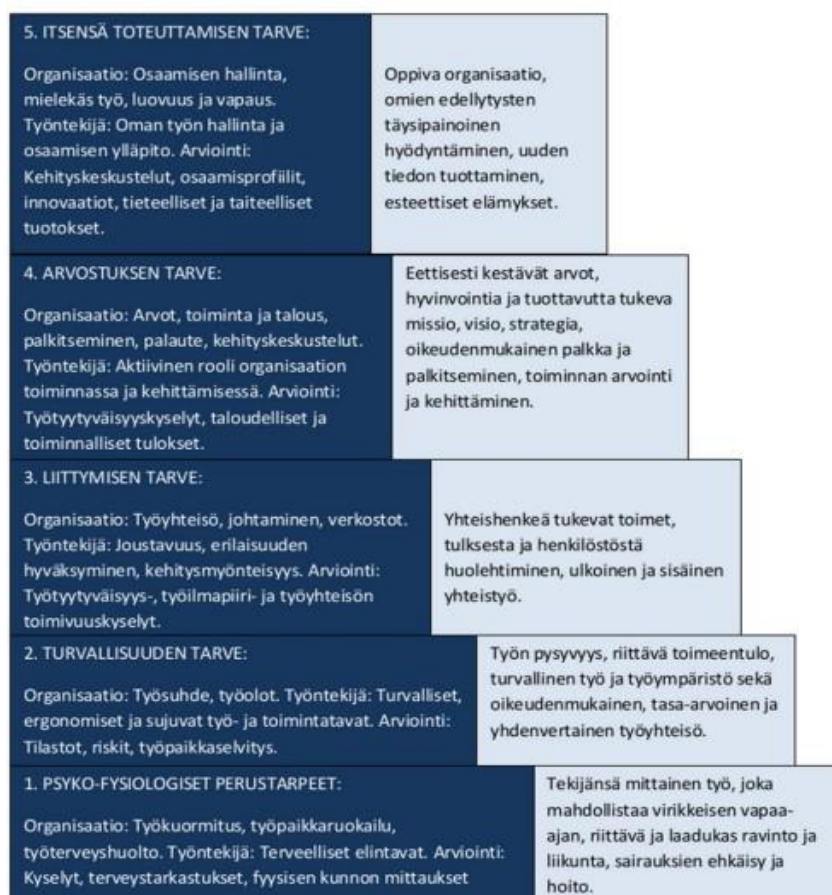 5. ITSENSÄ TOTEUTTAMISEN TARVE:
Organisaatio: Osaamisen hallinta,
mielekäs työ, luovuus ja vapaus.
Työntekijä: Oman työn hallinta ja
osaamisen ylläpito. Arviointi:
Kehityskeskustelut, osaamisprofiilit,
innovaatiot, tieteelliset ja taiteelliset
tuotokset.
Oppiva organisaatio,
omien edellytysten
täysipainoinen
hyödyntäminen, uuden
tiedon tuottaminen,
esteettiset elämykset.
4. ARVOSTUKSEN TARVE:
Organisaatio: Arvot, toiminta ja talous,
palkitseminen, palaute, kehityskeskustelut.
Työntekijä: Aktiivinen rooli organisaation
toiminnassa ja kehittämisessä. Arviointi:
Työtyytyväisyyskyselyt, taloudelliset ja
toiminnalliset tulokset.
Eettisesti kestävät arvot,
hyvinvointia ja tuottavutta tukeva
missio, visio, strategia,
oikeudenmukainen palkka ja
palkitseminen, toiminnan arvointi
ja kehittäminen.
3. LIITTYMISEN TARVE:
Organisaatio: Työyhteisö, johtaminen, verkostot.
Työntekijä: Joustavuus, erilaisuuden
hyväksyminen, kehitysmyönteisyys. Arviointi:
Työtyytyväisyys-, työilmapiiri- ja työyhteisön
toimivuuskyselyt.
Yhteishenkeä tukevat toimet,
tulksesta ja henkilöstöstä
huolehtiminen, ulkoinen ja sisäinen
yhteistyö.
2. TURVALLISUUDEN TARVE:
Organisaatio: Työsuhde, työolot. Työntekijä: Turvalliset,
ergonomiset ja sujuvat työ- ja toimintatavat. Arviointi:
Tilastot, riskit, työpaikkaselvitys.
Työn pysyvyys, riittävä toimeentulo,
turvallinen työ ja työympäristö sekä
oikeudenmukainen, tasa-arvoinen ja
yhdenvertainen työyhteisö.
1. PSYKO-FYSIOLOGISET PERUSTARPEET:
Organisaatio: Työkuormitus, työpaikkaruokailu,
työterveyshuolto. Työntekijä: Terveelliset elintavat. Arviointi:
Kyselyt, terveystarkastukset, fyysisen kunnon mittaukset
Tekijänsä mittainen työ, joka
mahdollistaa virikkeisen vapaa-
ajan, riittävä ja laadukas ravinto ja
liikunta, sairauksien ehkäisy ja
hoito.